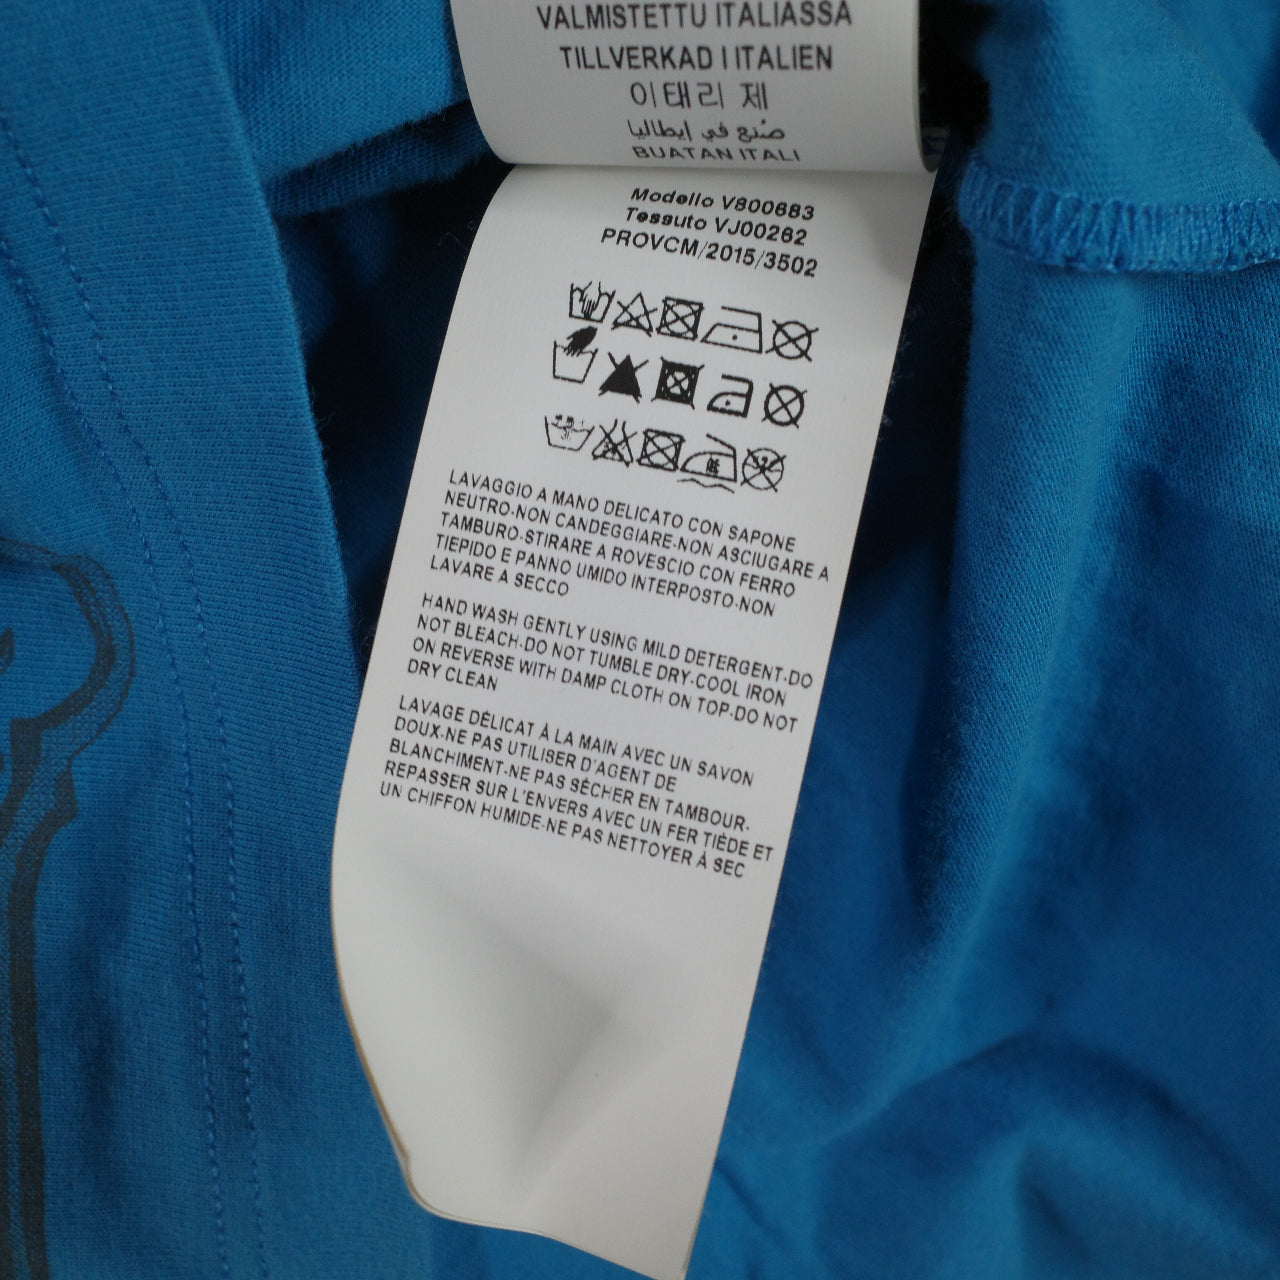 VALMISTETTU ITALIASSA
TILLVERKAD I ITALIEN
이태리 제
صُنع في إيطاليا
BUATAN ITALI
Modello V800683
Tessuto VJ00262
PROVCM/2015/3502
LAVAGGIO A MANO DELICATO CON SAPONE
NEUTRO-NON CANDEGGIARE-NON ASCIUGARE A
TAMBURO-STIRARE A ROVESCIO CON FERRO
TIEPIDO E PANNO UMIDO INTERPOSTO-NON
LAVARE A SECCO
HAND WASH GENTLY USING MILD DETERGENT-DO
NOT BLEACH-DO NOT TUMBLE DRY-COOL IRON
ON REVERSE WITH DAMP CLOTH ON TOP-DO NOT
DRY CLEAN
LAVAGE DÉLICAT À LA MAIN AVEC UN SAVON
DOUX-NE PAS UTILISER D'AGENT DE
BLANCHIMENT-NE PAS SÉCHER EN TAMBOUR-
REPASSER SUR L'ENVERS AVEC UN FER TIÈDE ET
UN CHIFFON HUMIDE-NE PAS NETTOYER À SEC